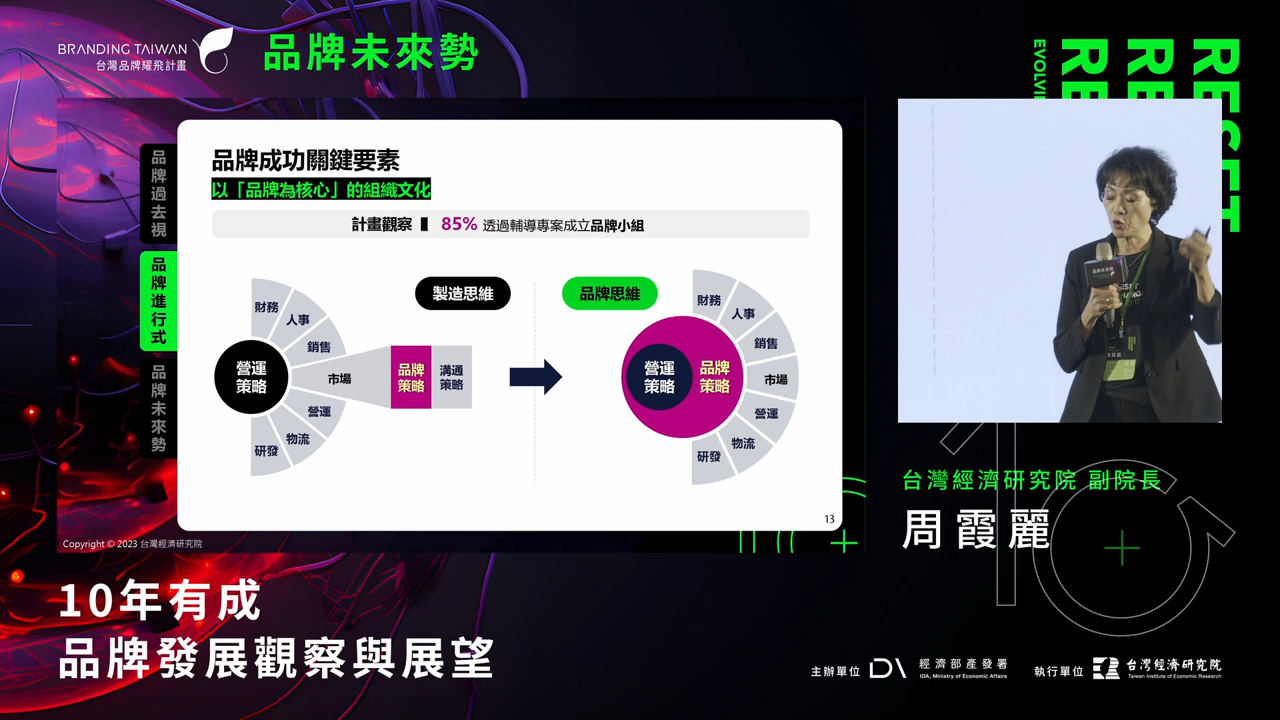 BRANDING TAIWAN
台灣品牌耀飛計畫
品牌未來勢
RESET
RE
RE
EVOLVI
品牌過去視
品牌進行式
品牌未來勢
品牌成功關鍵要素
以「品牌為核心」的組織文化
計畫觀察 ▮ 85% 透過輔導專案成立品牌小組
製造思維
財務
人事
銷售
市場
營運
物流
研發
營運
策略
品牌
策略
溝通
策略
品牌思維
財務
人事
銷售
市場
營運
物流
研發
營運
策略
品牌
策略
13
Copyright © 2023 台灣經濟研究院
品牌未來勢
台灣經濟研究院 副院長
周霞麗
10
10年有成
品牌發展觀察與展望
主辦單位
經濟部產發署
IDA, Ministry of Economic Affairs
執行單位
台灣經濟研究院
Taiwan Institute of Economic Research